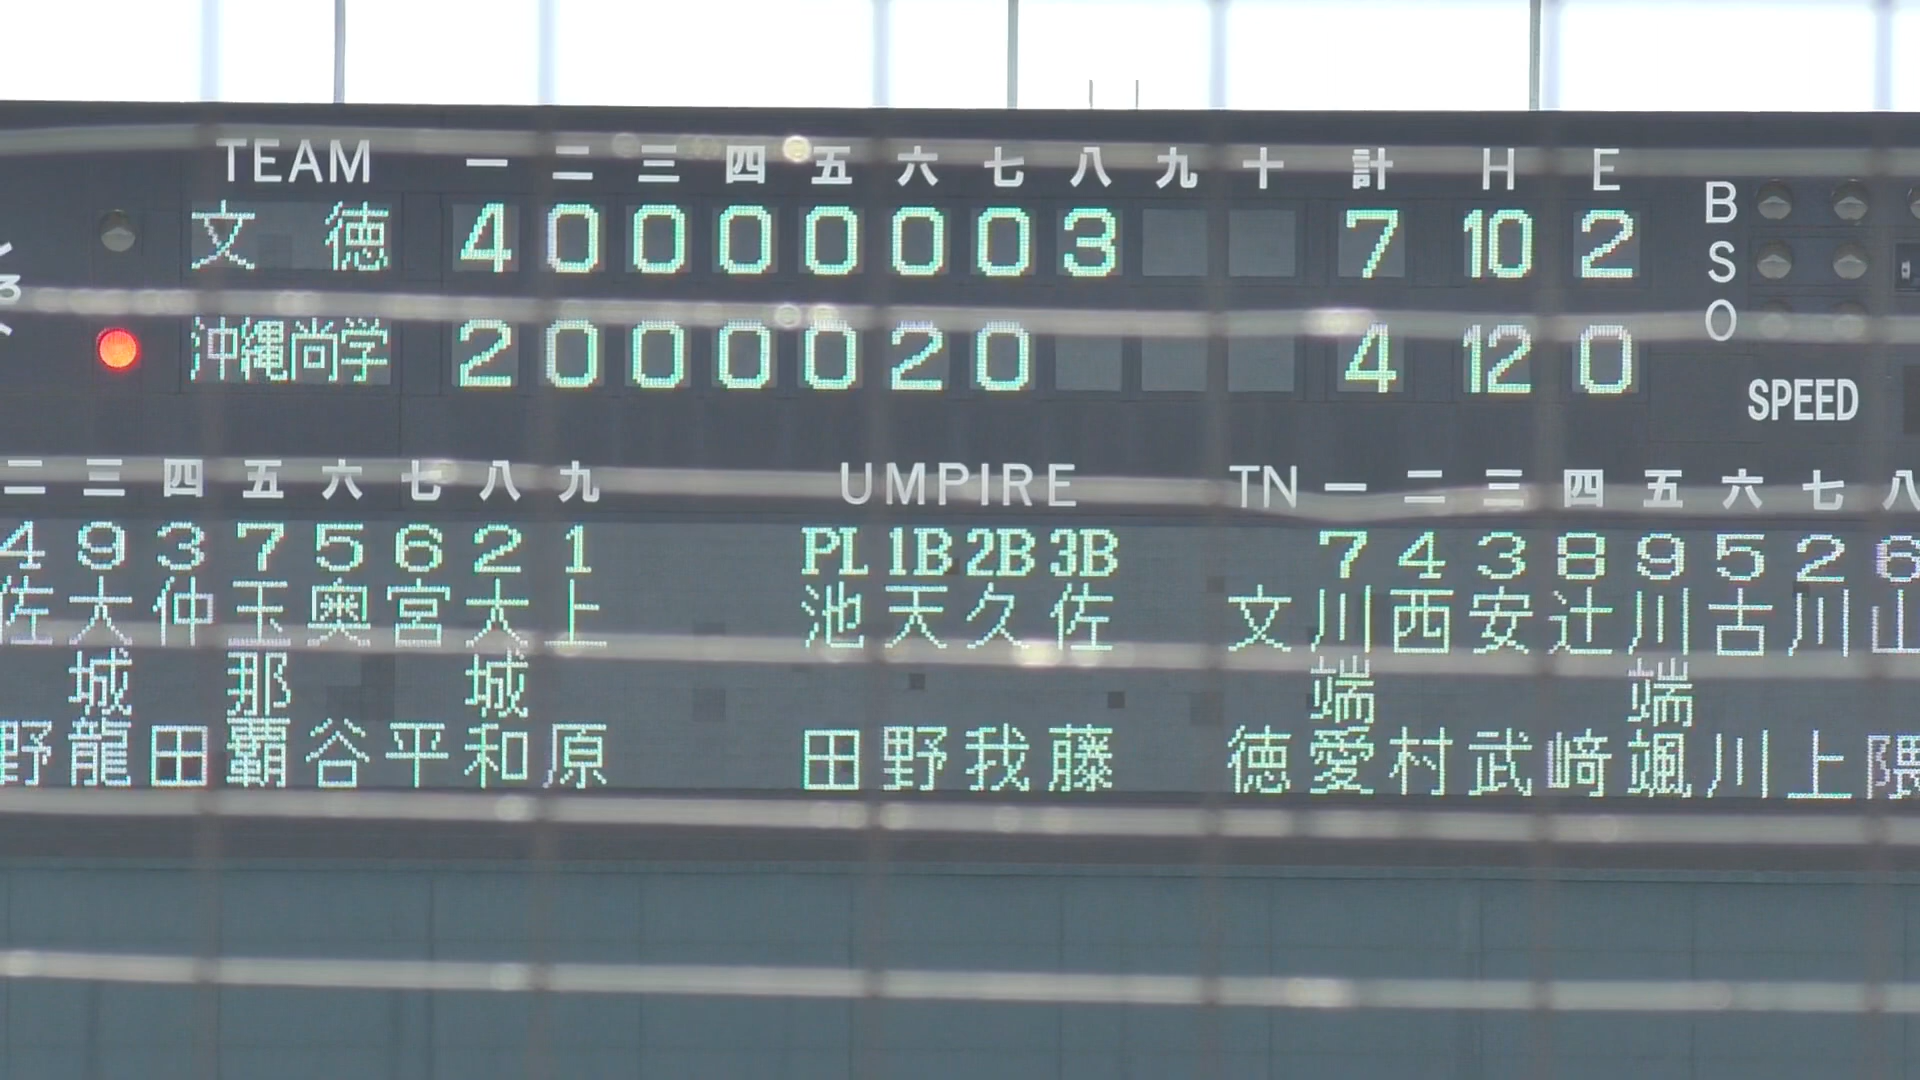 TEAM 一 二 三 四 五 六 七 八 九 十 計 H E
文徳 4 0 0 0 0 0 0 3 7 10 2
沖縄尚学 2 0 0 0 0 2 0 4 12 0
B
S
O
SPEED
二 三 四 五 六 七 八 九 UMPIRE TN 一 二 三 四 五 六 七 八
4 9 3 7 5 6 2 1 PL 1B 2B 3B 7 4 3 8 9 5 2 6
佐 大 仲 玉 奥 宮 大 上 池 天 久 佐 文 川 西 安 辻 川 古 川 山
城 那 城 端 端
野 龍 田 覇 谷 平 和 原 田 野 我 藤 徳 愛 村 武 﨑 颯 川 上 隈